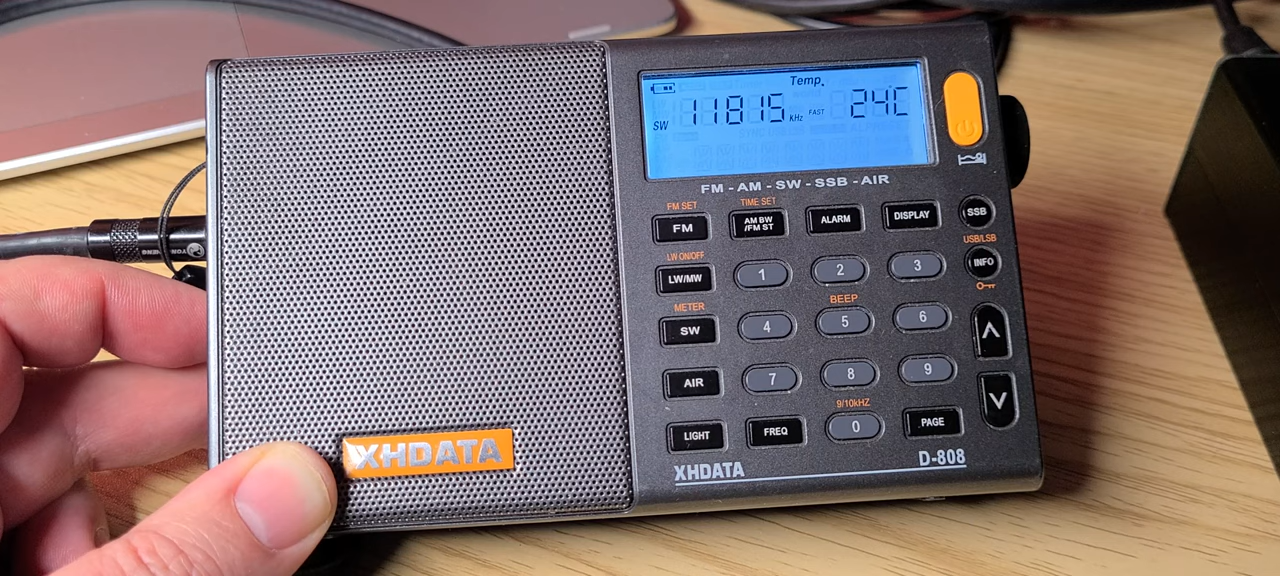 Temp.
SW 11815 KHz FAST 24C
FM - AM - SW - SSB - AIR
FM SET TIME SET
FM AM BW /FM ST ALARM DISPLAY SSB
USB/LSB
LW ON/OFF
LW/MW 1 2 3 INFO
METER BEEP
SW 4 5 6
AIR 7 8 9
9/10kHZ
LIGHT FREQ 0 PAGE
XHDATA
XHDATA D-808